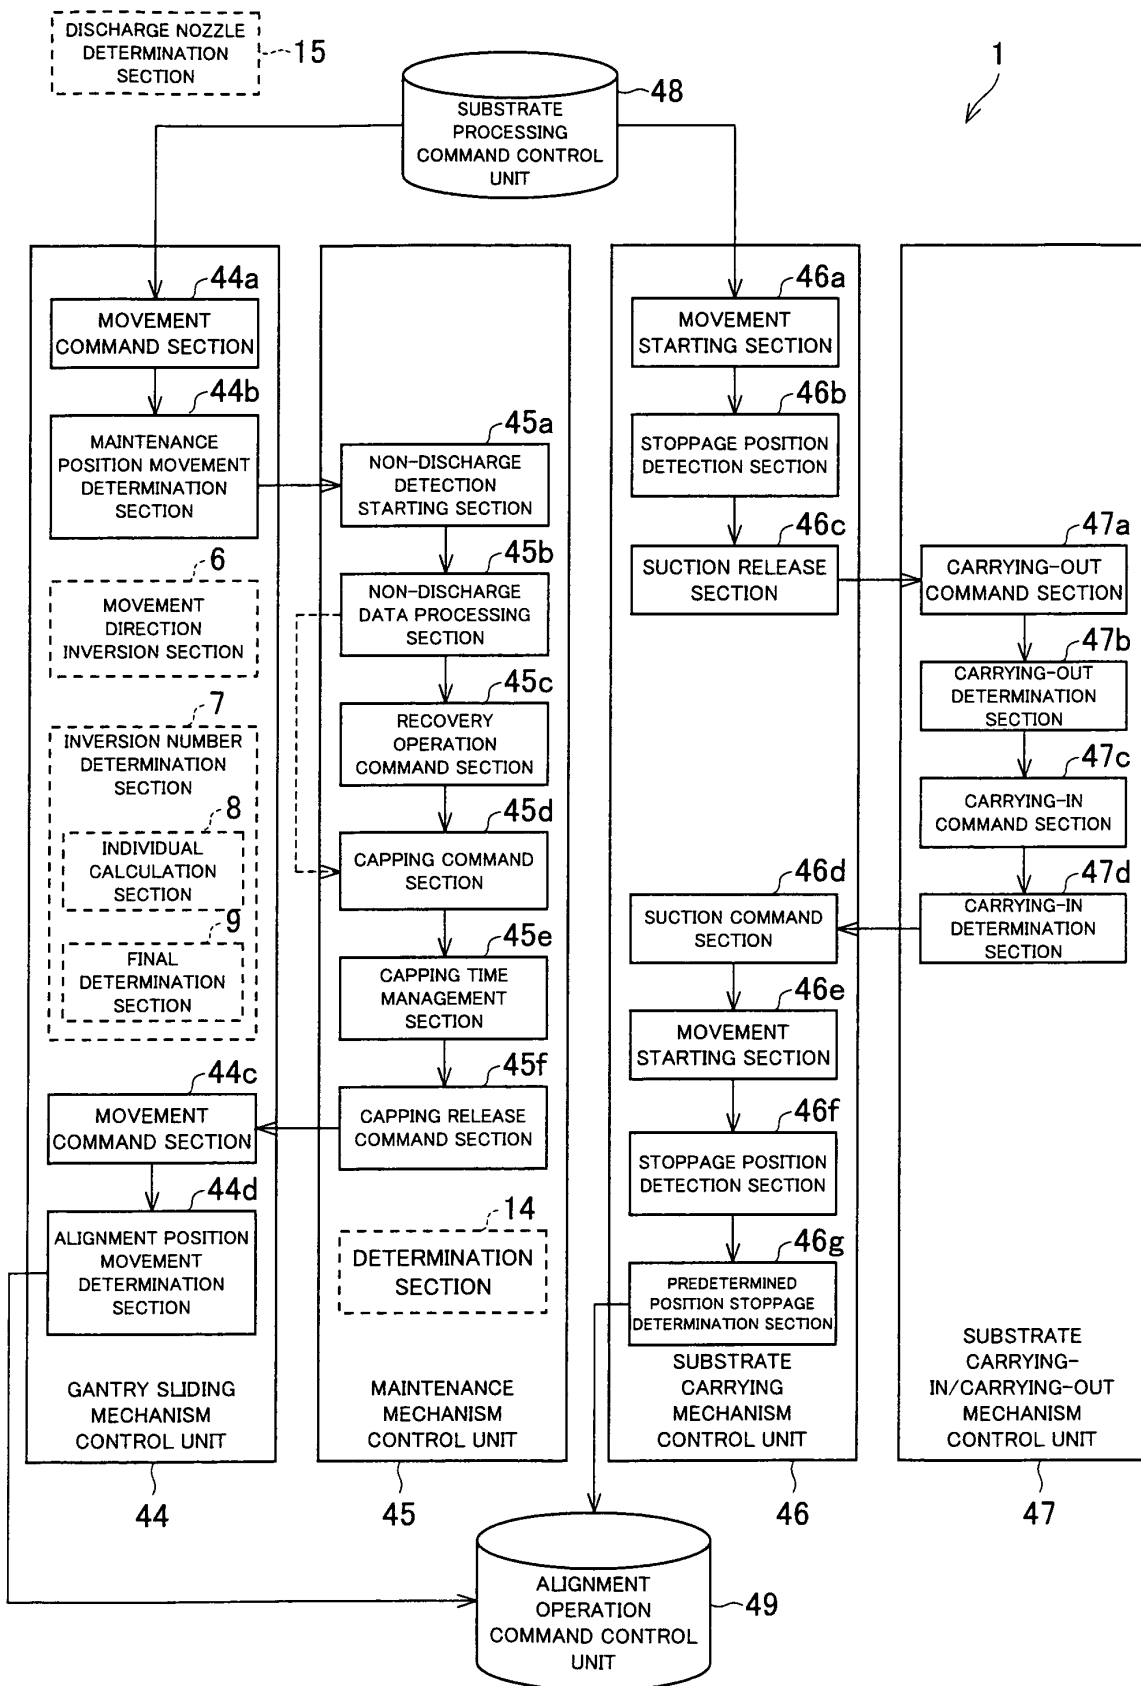 DISCHARGE NOZZLE
DETERMINATION
SECTION
15
SUBSTRATE
PROCESSING
COMMAND CONTROL
UNIT
48
1
44a
MOVEMENT
COMMAND SECTION
44b
MAINTENANCE
POSITION MOVEMENT
DETERMINATION
SECTION
6
MOVEMENT
DIRECTION
INVERSION SECTION
7
INVERSION NUMBER
DETERMINATION
SECTION
8
INDIVIDUAL
CALCULATION
SECTION
9
FINAL
DETERMINATION
SECTION
44c
MOVEMENT
COMMAND SECTION
44d
ALIGNMENT POSITION
MOVEMENT
DETERMINATION
SECTION
GANTRY SLIDING
MECHANISM
CONTROL UNIT
44
45a
NON-DISCHARGE
DETECTION
STARTING SECTION
45b
NON-DISCHARGE
DATA PROCESSING
SECTION
45c
RECOVERY
OPERATION
COMMAND SECTION
45d
CAPPING COMMAND
SECTION
45e
CAPPING TIME
MANAGEMENT
SECTION
45f
CAPPING RELEASE
COMMAND SECTION
14
DETERMINATION
SECTION
MAINTENANCE
MECHANISM
CONTROL UNIT
45
46a
MOVEMENT
STARTING SECTION
46b
STOPPAGE POSITION
DETECTION SECTION
46c
SUCTION RELEASE
SECTION
46d
SUCTION COMMAND
SECTION
46e
MOVEMENT
STARTING SECTION
46f
STOPPAGE POSITION
DETECTION SECTION
46g
PREDETERMINED
POSITION STOPPAGE
DETERMINATION SECTION
SUBSTRATE
CARRYING
MECHANISM
CONTROL UNIT
46
47a
CARRYING-OUT
COMMAND SECTION
47b
CARRYING-OUT
DETERMINATION
SECTION
47c
CARRYING-IN
COMMAND SECTION
47d
CARRYING-IN
DETERMINATION
SECTION
SUBSTRATE
CARRYING-
IN/CARRYING-OUT
MECHANISM
CONTROL UNIT
47
ALIGNMENT
OPERATION
COMMAND CONTROL
UNIT
49